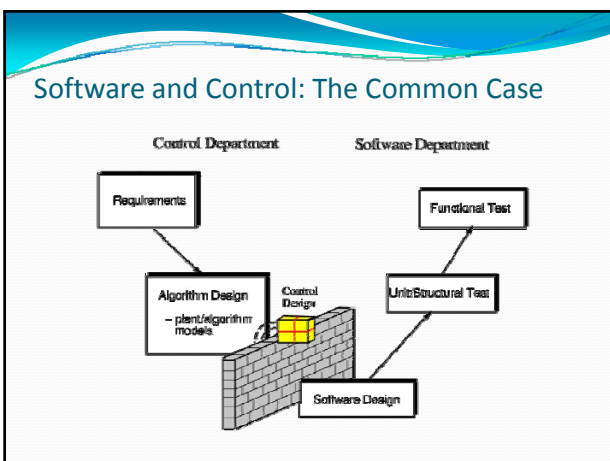 Software and Control: The Common Case
Control Department
Software Department
Requirements
Functional Test
Algorithm Design
– plant/algorithm
models
Control
Design
Unit/Structural Test
Software Design